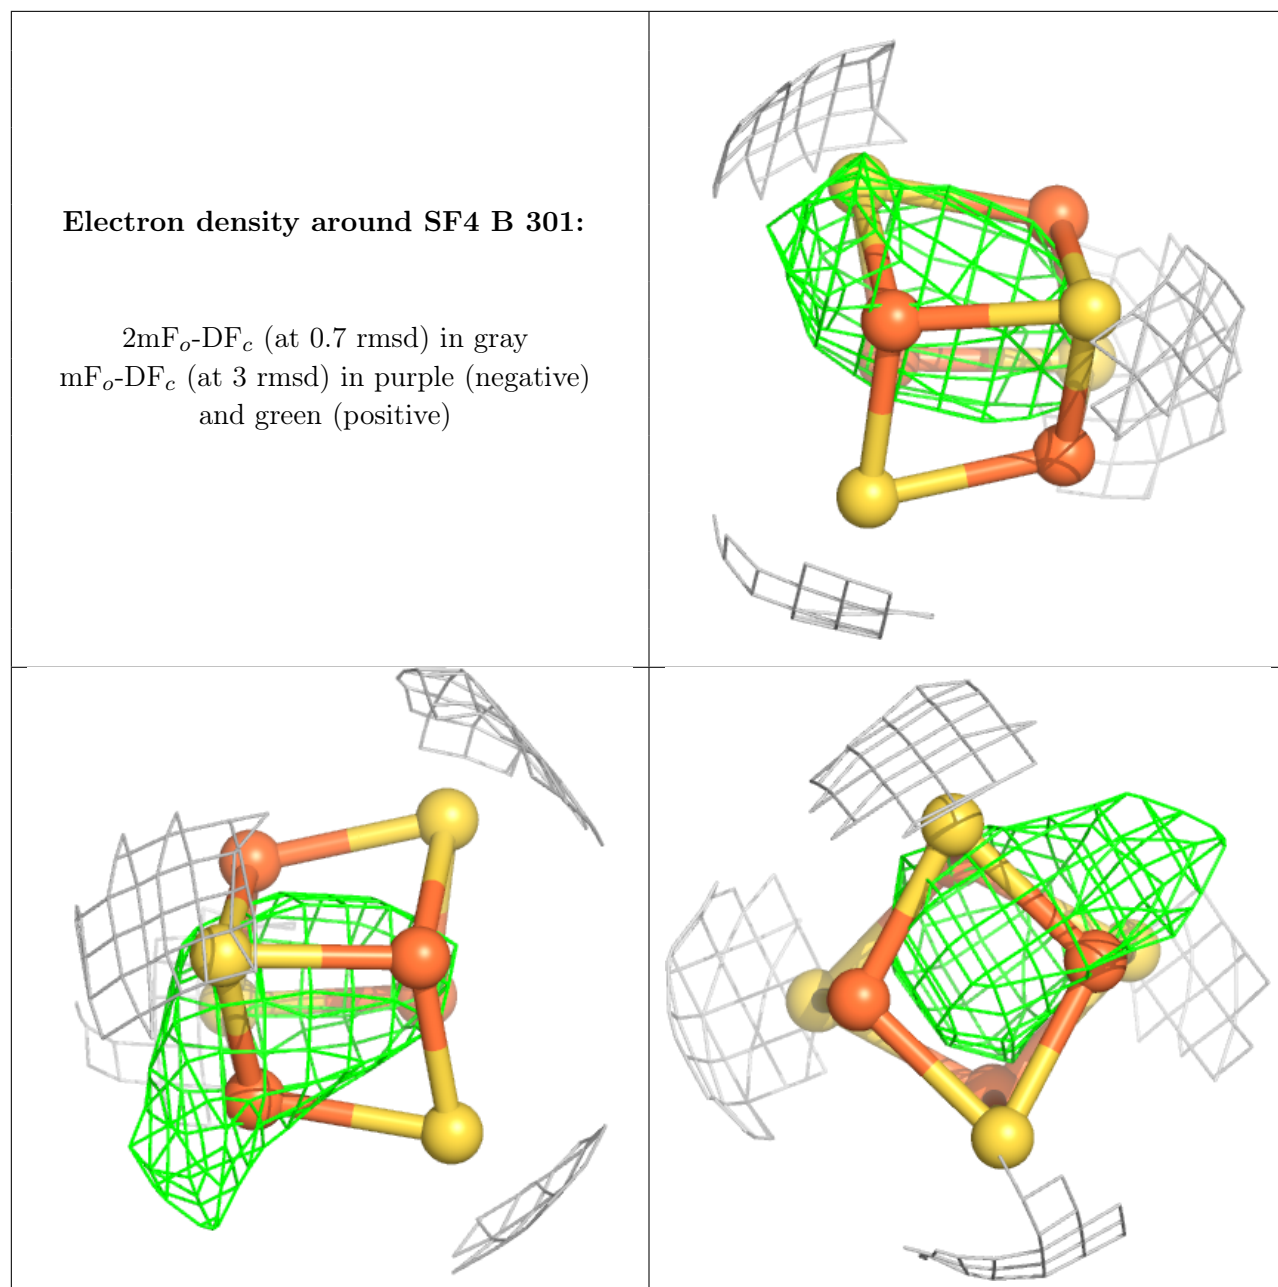 Electron density around SF4 B 301:
2mFo-DFc (at 0.7 rmsd) in gray
mFo-DFc (at 3 rmsd) in purple (negative)
and green (positive)